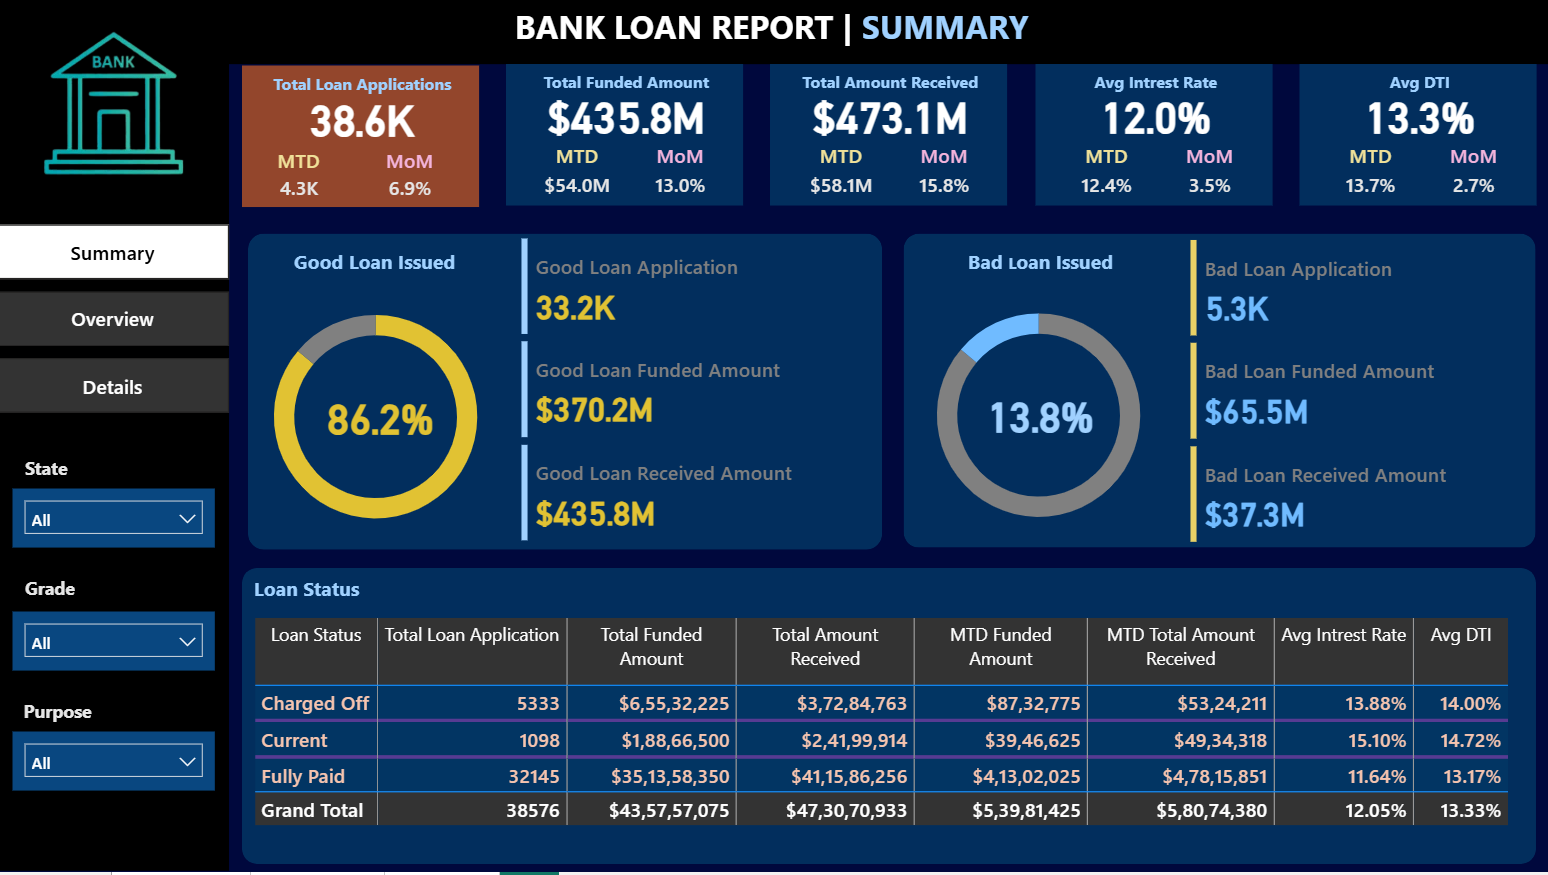 BANK LOAN REPORT | SUMMARY
BANK
Total Loan Applications
38.6K
MTD MoM
4.3K 6.9%
Total Funded Amount
$435.8M
MTD MoM
$54.0M 13.0%
Total Amount Received
$473.1M
MTD MoM
$58.1M 15.8%
Avg Intrest Rate
12.0%
MTD MoM
12.4% 3.5%
Avg DTI
13.3%
MTD MoM
13.7% 2.7%
Summary
Overview
Details
State
All
Grade
All
Purpose
All
Good Loan Issued
86.2%
Good Loan Application
33.2K
Good Loan Funded Amount
$370.2M
Good Loan Received Amount
$435.8M
Bad Loan Issued
13.8%
Bad Loan Application
5.3K
Bad Loan Funded Amount
$65.5M
Bad Loan Received Amount
$37.3M
Loan Status
Loan Status Total Loan Application Total Funded Amount Total Amount Received MTD Funded Amount MTD Total Amount Received Avg Intrest Rate Avg DTI
Charged Off 5333 $6,55,32,225 $3,72,84,763 $87,32,775 $53,24,211 13.88% 14.00%
Current 1098 $1,88,66,500 $2,41,99,914 $39,46,625 $49,34,318 15.10% 14.72%
Fully Paid 32145 $35,13,58,350 $41,15,86,256 $4,13,02,025 $4,78,15,851 11.64% 13.17%
Grand Total 38576 $43,57,57,075 $47,30,70,933 $5,39,81,425 $5,80,74,380 12.05% 13.33%